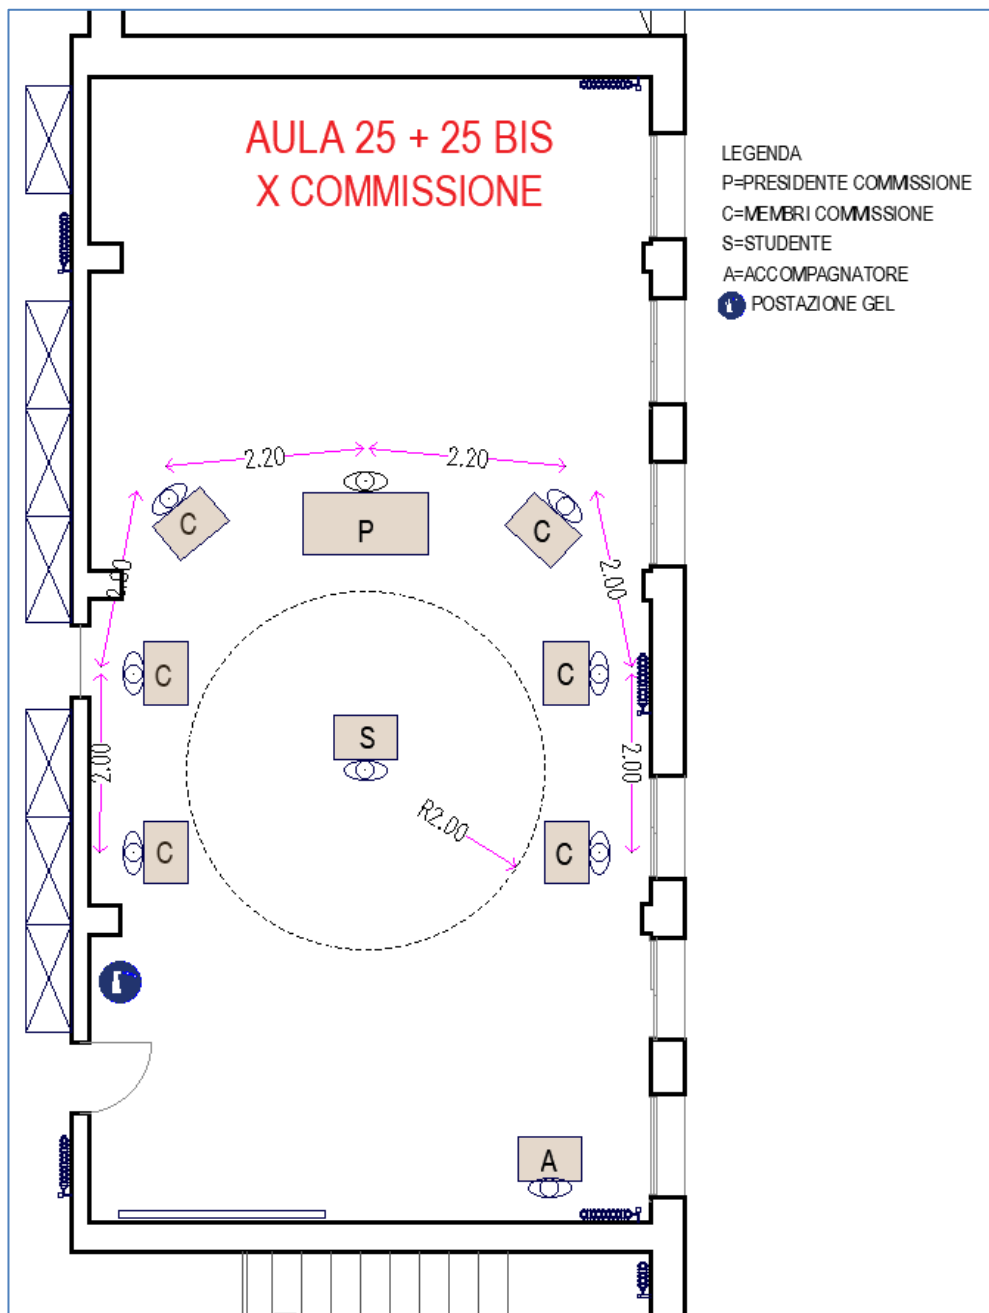 AULA 25 + 25 BIS
X COMMISSIONE
LEGENDA
P=PRESIDENTE COMMISSIONE
C=MEMBRI COMMISSIONE
S=STUDENTE
A=ACCOMPAGNATORE
POSTAZIONE GEL
2.20
2.20
C
P
C
2.00
2.00
C
C
S
2.00
2.00
R2.00
C
C
A